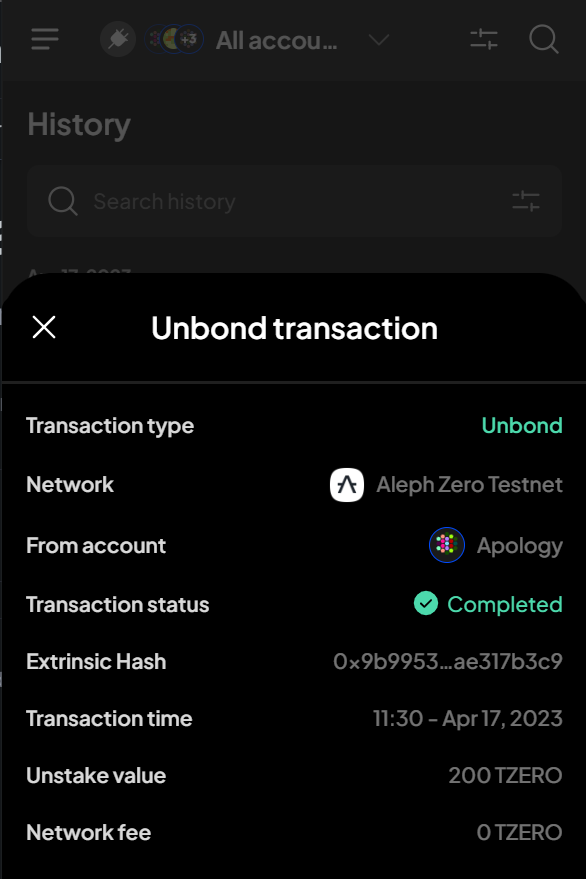 +3 All accou...
History
Search history
Apr 17, 2023
Unbond transaction
Transaction type Unbond
Network Aleph Zero Testnet
From account Apology
Transaction status Completed
Extrinsic Hash 0x9b9953...ae317b3c9
Transaction time 11:30 - Apr 17, 2023
Unstake value 200 TZERO
Network fee 0 TZERO